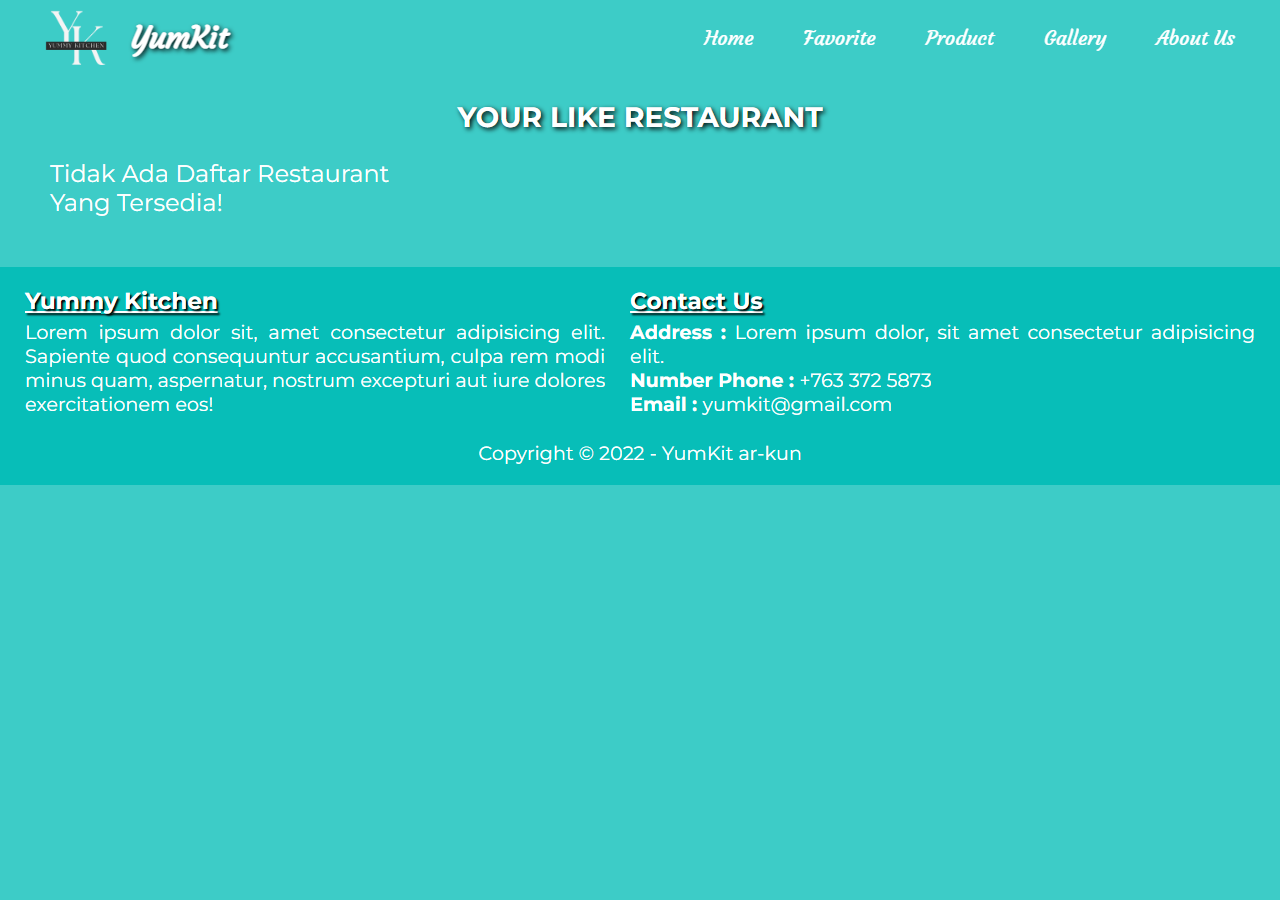 YK
YUMMY KITCHEN
YumKit
Home Favorite Product Gallery About Us
YOUR LIKE RESTAURANT
Tidak Ada Daftar Restaurant
Yang Tersedia!
Yummy Kitchen
Lorem ipsum dolor sit, amet consectetur adipisicing elit.
Sapiente quod consequuntur accusantium, culpa rem modi
minus quam, aspernatur, nostrum excepturi aut iure dolores
exercitationem eos!
Contact Us
Address : Lorem ipsum dolor, sit amet consectetur adipisicing
elit.
Number Phone : +763 372 5873
Email : yumkit@gmail.com
Copyright © 2022 - YumKit ar-kun